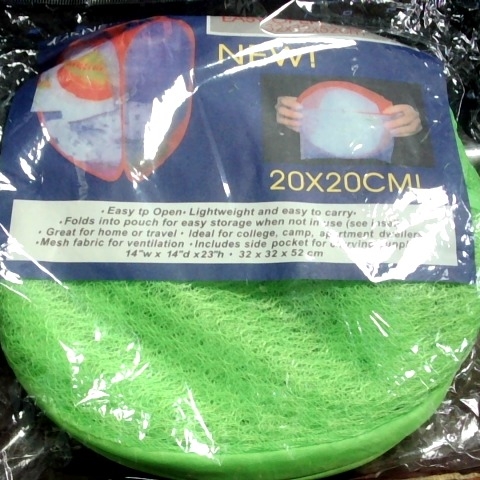 NEW!
20X20CM!
• Easy tp Open • Lightweight and easy to carry •
• Folds into pouch for easy storage when not in use (see inset)
• Great for home or travel • Ideal for college, camp, apartment dwellers
• Mesh fabric for ventilation • Includes side pocket for carrying
14"w x 14"d x23"h • 32 x 32 x 52 cm